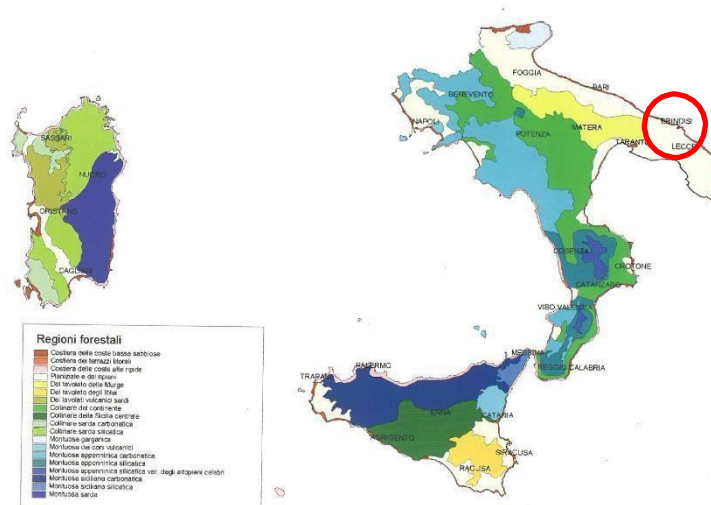 FOGGIA
BARI
BENEVENTO
BRINDISI
NAPOLI
MATERA
POTENZA
TARANTO
LECCE
SASSARI
NUORO
ORISTANO
CAGLIARI
COSENZA
CROTONE
CATANZARO
VIBO VALENTIA
MESSINA
REGGIO CALABRIA
PALERMO
TRAPANI
ENNA
CATANIA
AGRIGENTO
SIRACUSA
RAGUSA
Regioni forestali
Costiera delle coste basse sabbiose
Costiera dei terrazzi litorali
Costiera delle coste alte ripide
Planiziale e dei ripiani
Del tavolato delle Murge
Del tavolato degli Iblei
Dei tavolati vulcanici sardi
Collinare del continente
Collinare della Sicilia centrale
Collinare sarda carbonatica
Collinare sarda silicatica
Montuosa garganica
Montuosa dei coni vulcanici
Montuosa appenninica carbonatica
Montuosa appenninica silicatica
Montuosa appenninica silicatica var. degli altopiani calabri
Montuosa siciliana carbonatica
Montuosa siciliana silicatica
Montuosa sarda